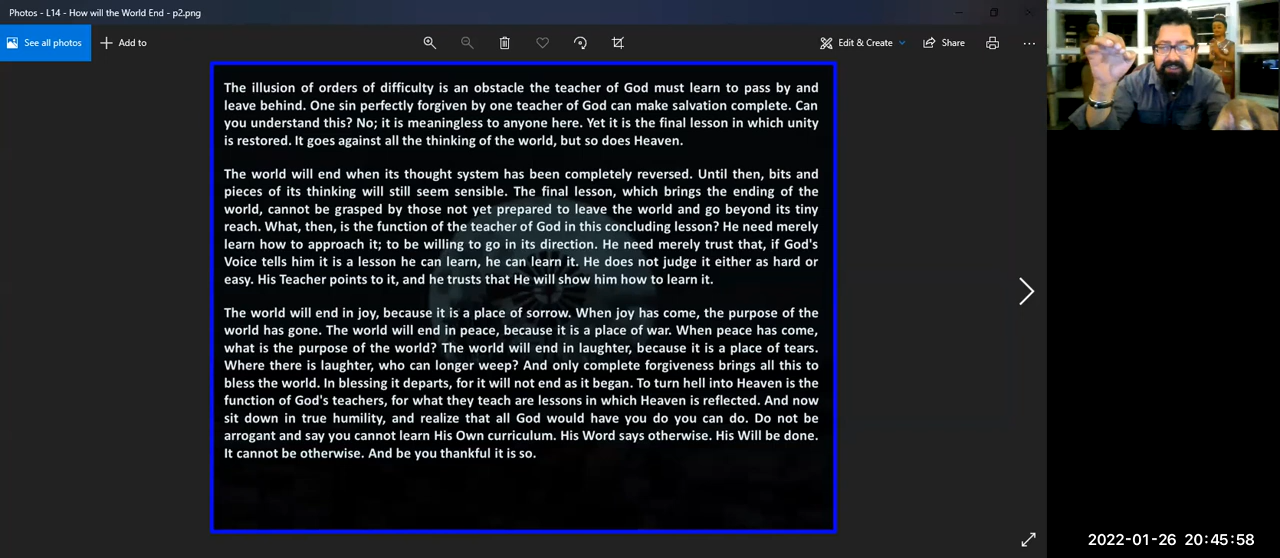 Photos - L14 - How will the World End - p2.png
See all photos
Add to
Edit & Create
Share
The illusion of orders of difficulty is an obstacle the teacher of God must learn to pass by and
leave behind. One sin perfectly forgiven by one teacher of God can make salvation complete. Can
you understand this? No; it is meaningless to anyone here. Yet it is the final lesson in which unity
is restored. It goes against all the thinking of the world, but so does Heaven.
The world will end when its thought system has been completely reversed. Until then, bits and
pieces of its thinking will still seem sensible. The final lesson, which brings the ending of the
world, cannot be grasped by those not yet prepared to leave the world and go beyond its tiny
reach. What, then, is the function of the teacher of God in this concluding lesson? He need merely
learn how to approach it; to be willing to go in its direction. He need merely trust that, if God's
Voice tells him it is a lesson he can learn, he can learn it. He does not judge it either as hard or
easy. His Teacher points to it, and he trusts that He will show him how to learn it.
The world will end in joy, because it is a place of sorrow. When joy has come, the purpose of the
world has gone. The world will end in peace, because it is a place of war. When peace has come,
what is the purpose of the world? The world will end in laughter, because it is a place of tears.
Where there is laughter, who can longer weep? And only complete forgiveness brings all this to
bless the world. In blessing it departs, for it will not end as it began. To turn hell into Heaven is the
function of God's teachers, for what they teach are lessons in which Heaven is reflected. And now
sit down in true humility, and realize that all God would have you do you can do. Do not be
arrogant and say you cannot learn His Own curriculum. His Word says otherwise. His Will be done.
It cannot be otherwise. And be you thankful it is so.
2022-01-26 20:45:58